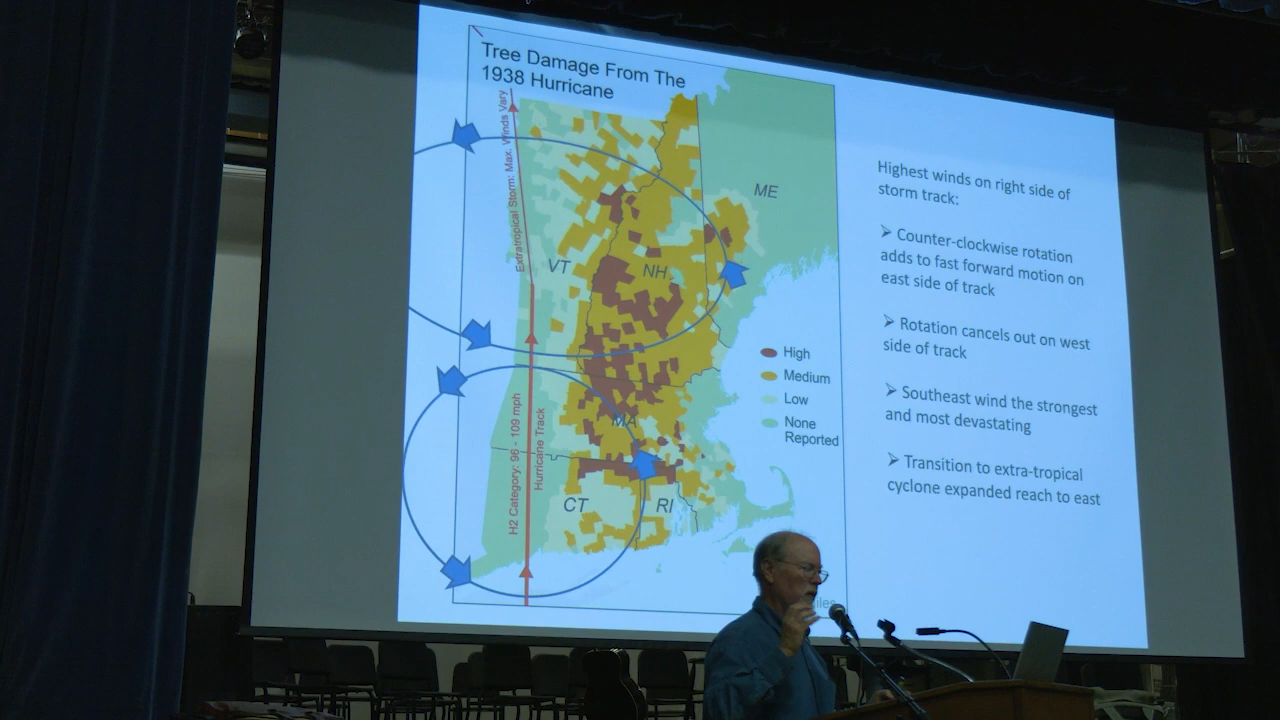 Tree Damage From The
1938 Hurricane
Extratropical Storm: Max. Winds Vary
H2 Category: 96 - 109 mph
Hurricane Track
VT
NH
ME
MA
CT
RI
High
Medium
Low
None
Reported
Highest winds on right side of
storm track:
➢ Counter-clockwise rotation
adds to fast forward motion on
east side of track
➢ Rotation cancels out on west
side of track
➢ Southeast wind the strongest
and most devastating
➢ Transition to extra-tropical
cyclone expanded reach to east